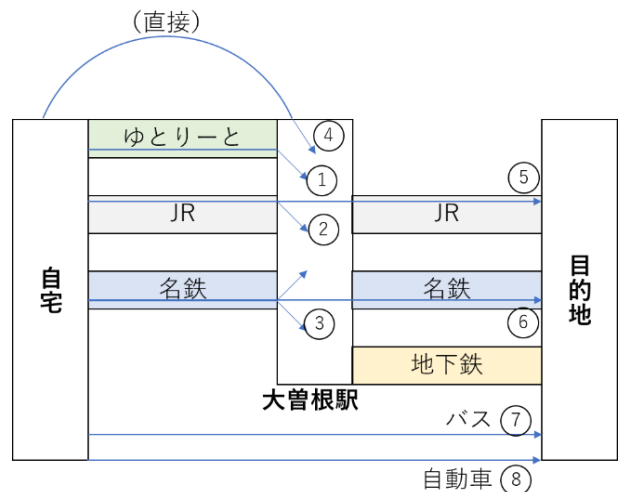 （直接）
ゆとりーと
④
①
⑤
JR
②
JR
自宅
名鉄
名鉄
目的地
③
⑥
地下鉄
大曽根駅
バス ⑦
自動車 ⑧